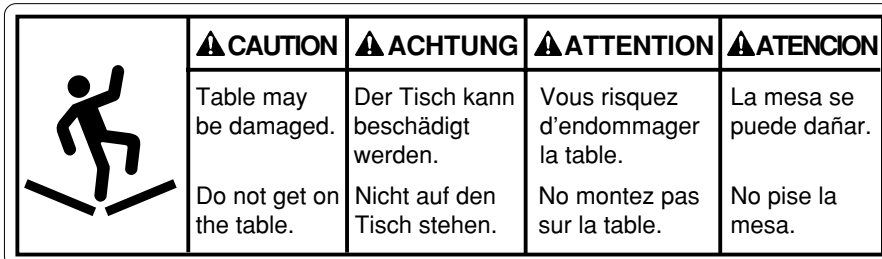 CAUTION
Table may
be damaged.
Do not get on
the table.
ACHTUNG
Der Tisch kann
beschädigt
werden.
Nicht auf den
Tisch stehen.
ATTENTION
Vous risquez
d'endommager
la table.
No montez pas
sur la table.
ATENCION
La mesa se
puede dañar.
No pise la
mesa.